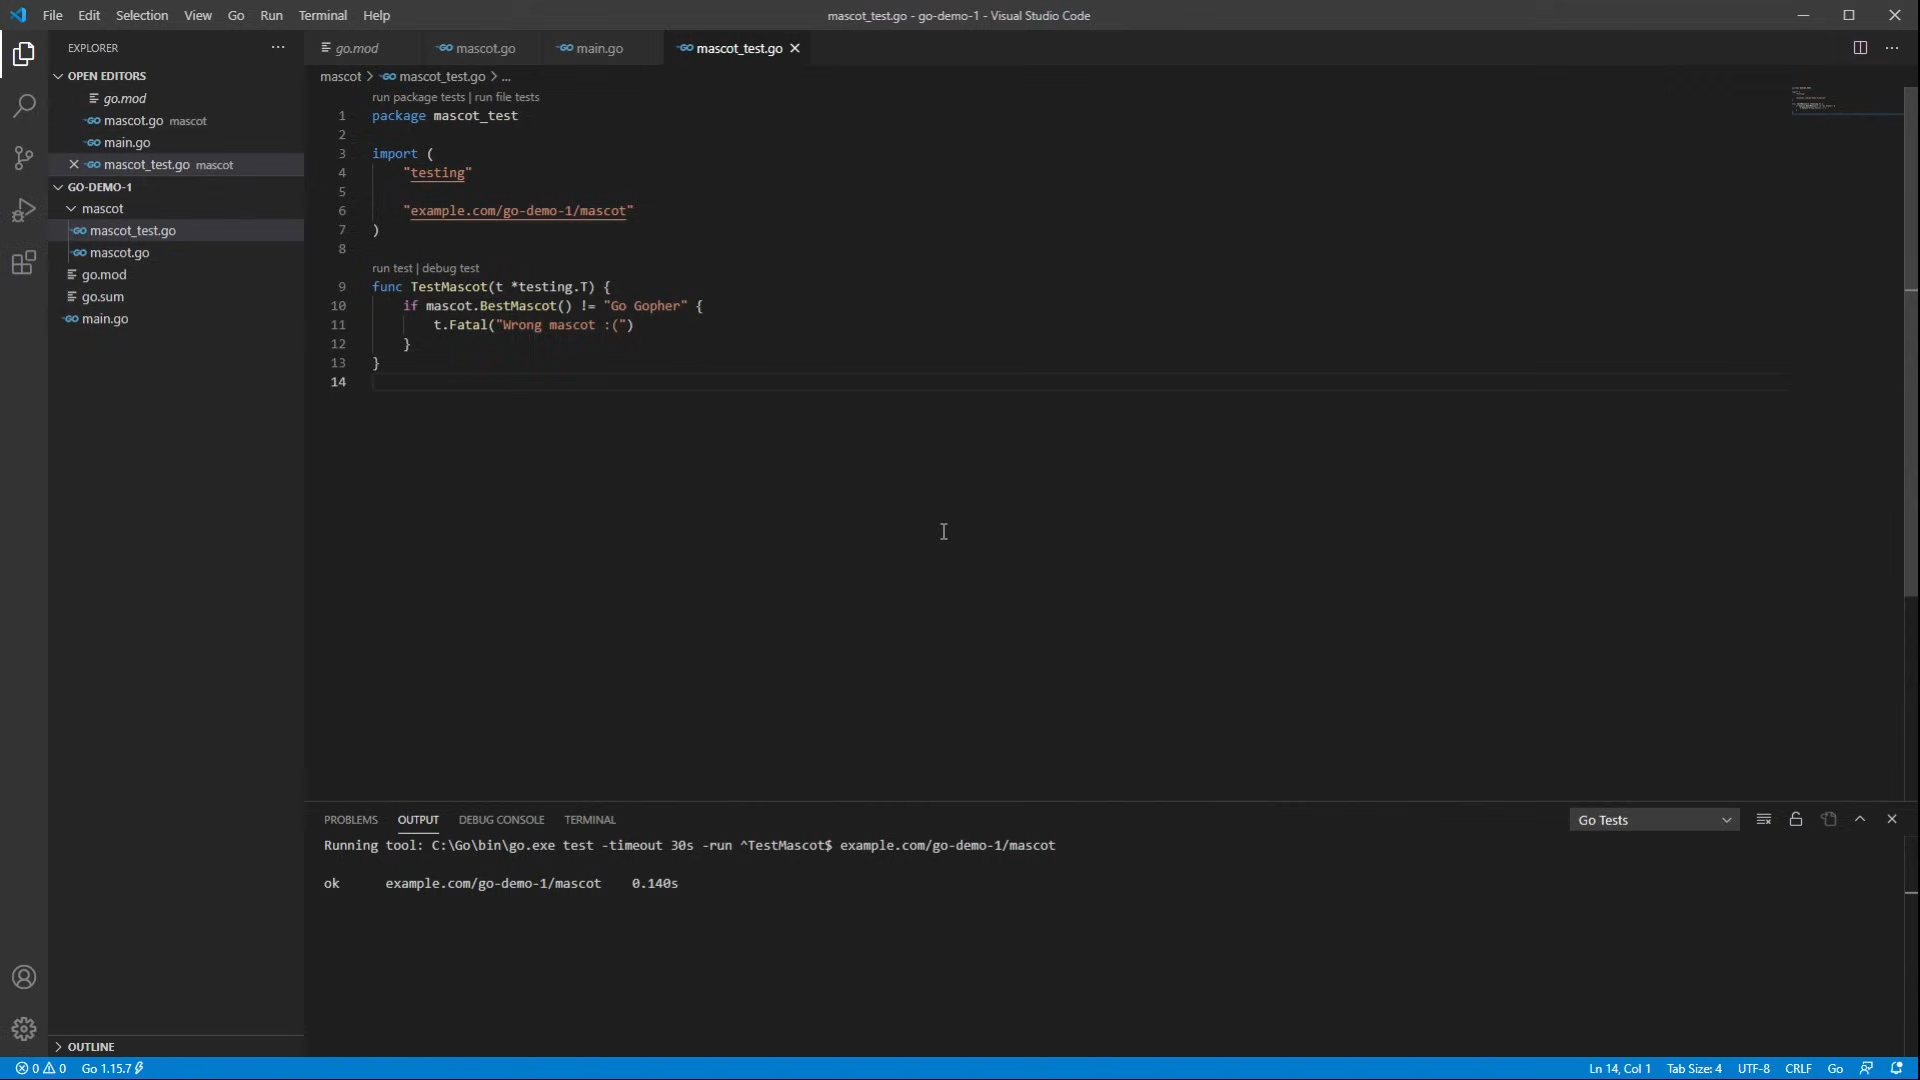 File Edit Selection View Go Run Terminal Help
mascot_test.go - go-demo-1 - Visual Studio Code
EXPLORER
OPEN EDITORS
go.mod
mascot.go mascot
main.go
mascot_test.go mascot
GO-DEMO-1
mascot
mascot_test.go
mascot.go
go.mod
go.sum
main.go
OUTLINE
go.mod mascot.go main.go mascot_test.go
mascot > mascot_test.go > ...
run package tests | run file tests
1 package mascot_test
2
3 import (
4 "testing"
5
6 "example.com/go-demo-1/mascot"
7 )
8
run test | debug test
9 func TestMascot(t *testing.T) {
10 if mascot.BestMascot() != "Go Gopher" {
11 t.Fatal("Wrong mascot :(")
12 }
13 }
14
PROBLEMS OUTPUT DEBUG CONSOLE TERMINAL
Go Tests
Running tool: C:\Go\bin\go.exe test -timeout 30s -run ^TestMascot$ example.com/go-demo-1/mascot
ok example.com/go-demo-1/mascot 0.140s
0 0 Go 1.15.7
Ln 14, Col 1 Tab Size: 4 UTF-8 CRLF Go